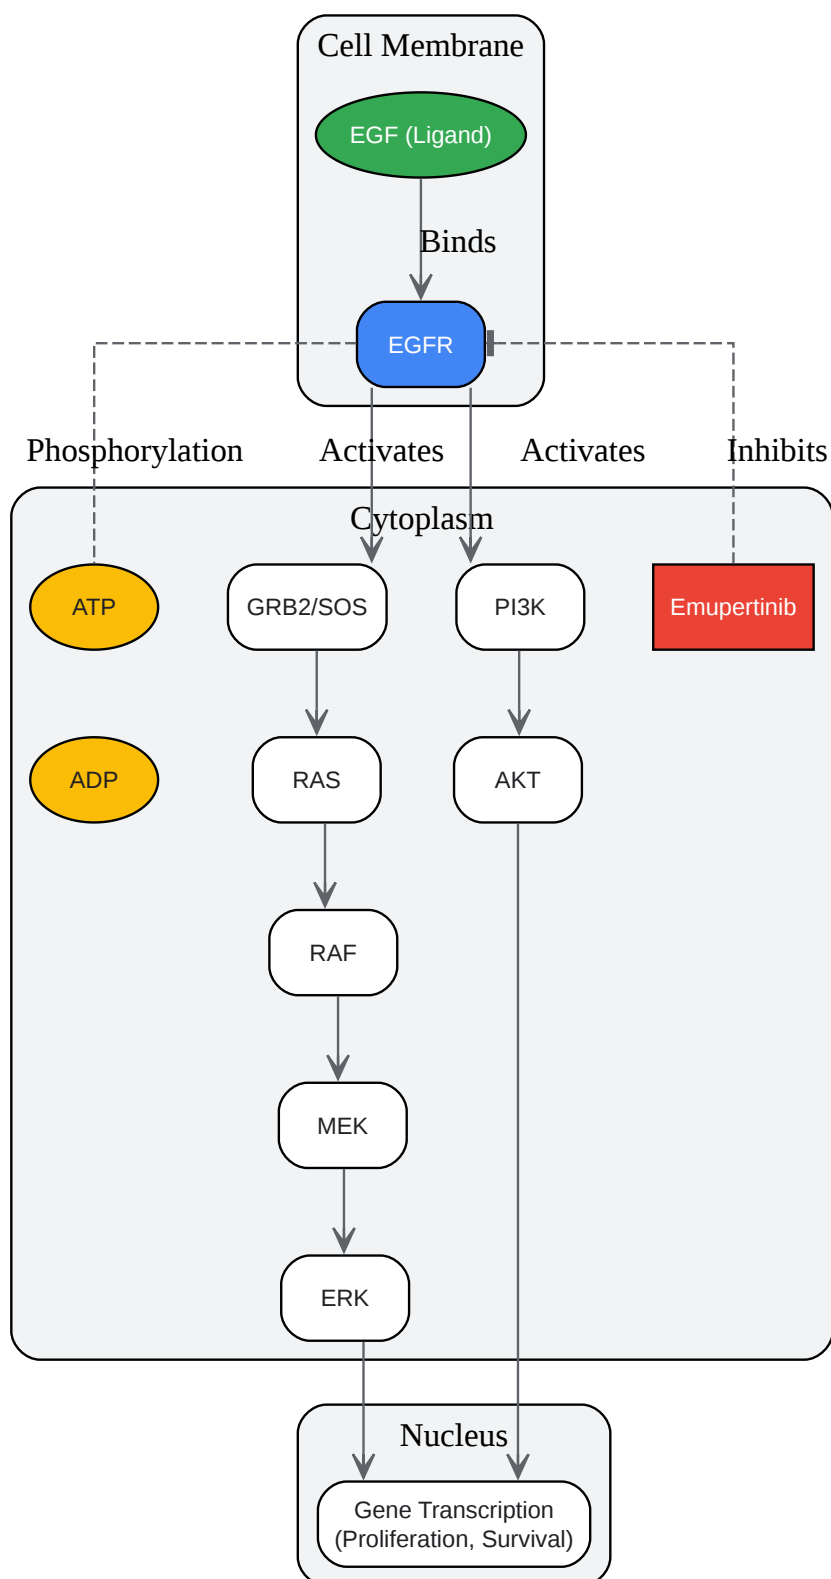 Cell Membrane
EGF (Ligand)
Binds
EGFR
Phosphorylation
Activates
Activates
Inhibits
Cytoplasm
ATP
GRB2/SOS
PI3K
Emupertinib
ADP
RAS
AKT
RAF
MEK
ERK
Nucleus
Gene Transcription
(Proliferation, Survival)